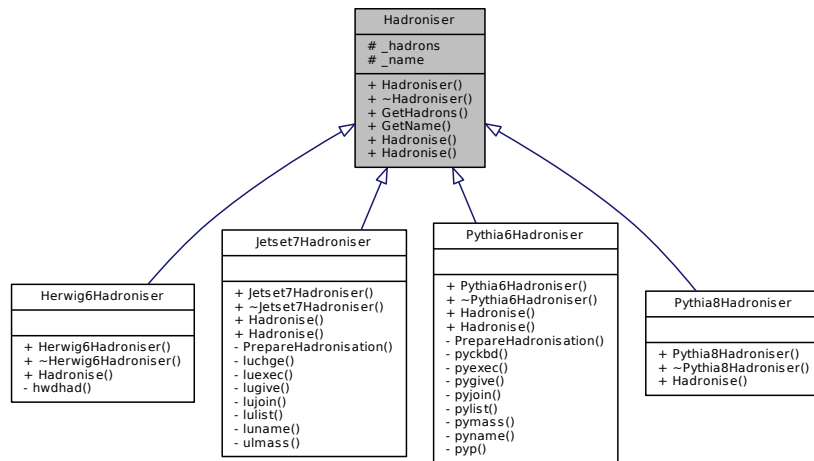 Hadroniser
# _hadrons
# _name
+ Hadroniser()
+ ~Hadroniser()
+ GetHadrons()
+ GetName()
+ Hadronise()
+ Hadronise()
Herwig6Hadroniser
+ Herwig6Hadroniser()
+ ~Herwig6Hadroniser()
+ Hadronise()
- hwdhad()
Jetset7Hadroniser
+ Jetset7Hadroniser()
+ ~Jetset7Hadroniser()
+ Hadronise()
+ Hadronise()
- PrepareHadronisation()
- luchge()
- luexec()
- lugive()
- lujoin()
- lulist()
- luname()
- ulmass()
Pythia6Hadroniser
+ Pythia6Hadroniser()
+ ~Pythia6Hadroniser()
+ Hadronise()
+ Hadronise()
- PrepareHadronisation()
- pyckbd()
- pyexec()
- pygive()
- pyjoin()
- pylist()
- pymass()
- pyname()
- pyp()
Pythia8Hadroniser
+ Pythia8Hadroniser()
+ ~Pythia8Hadroniser()
+ Hadronise()